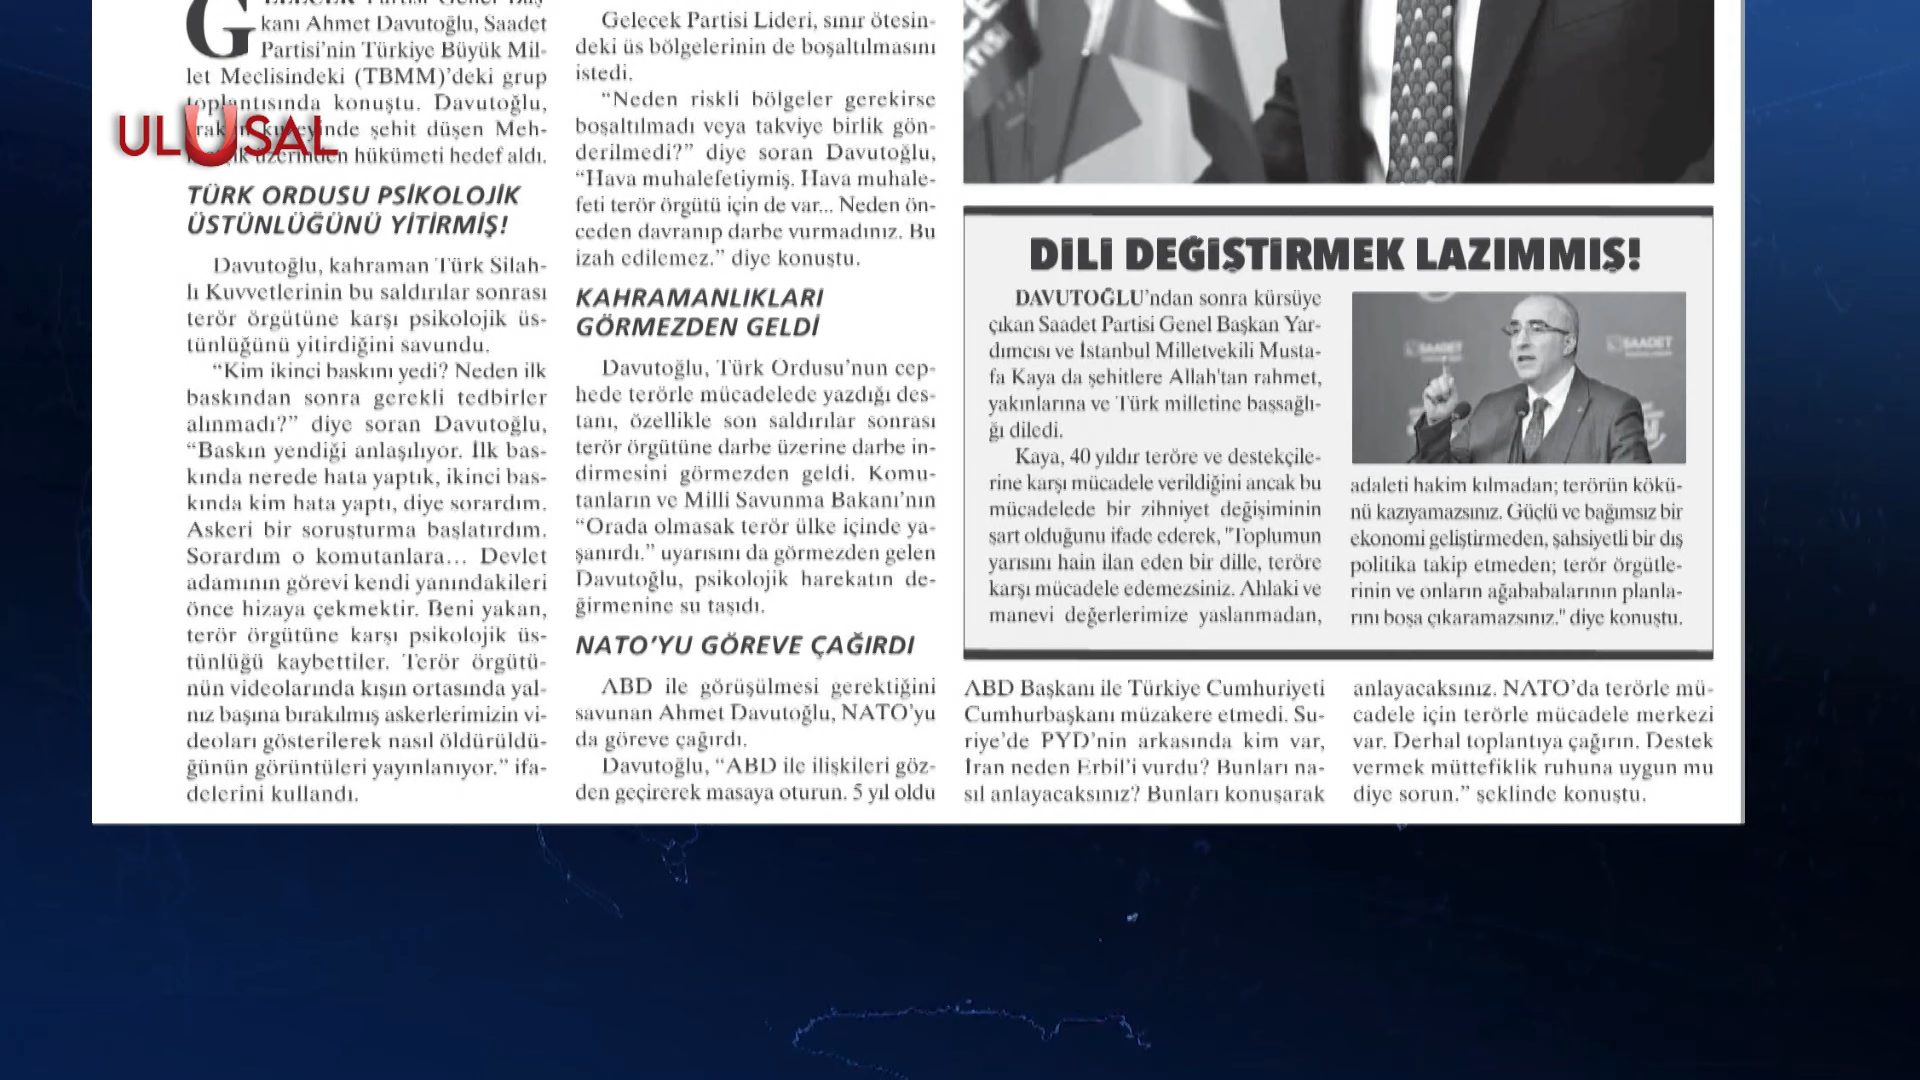 G
kanı Ahmet Davutoğlu, Saadet
Partisi’nin Türkiye Büyük Mil-
let Meclisindeki (TBMM)’deki grup
toplantısında konuştu. Davutoğlu,
şehit düşen Meh-
üzerinden hükümeti hedef aldı.
TÜRK ORDUSU PSİKOLOJİK
ÜSTÜNLÜĞÜNÜ YİTİRMİŞ!
Davutoğlu, kahraman Türk Silah-
lı Kuvvetlerinin bu saldırılar sonrası
terör örgütüne karşı psikolojik üs-
tünlüğünü yitirdiğini savundu.
“Kim ikinci baskını yedi? Neden ilk
baskından sonra gerekli tedbirler
alınmadı?” diye soran Davutoğlu,
“Baskın yendiği anlaşılıyor. İlk bas-
kında nerede hata yaptık, ikinci bas-
kında kim hata yaptı, diye sorardım.
Askeri bir soruşturma başlatırdım.
Sorardım o komutanlara... Devlet
adamının görevi kendi yanındakileri
önce hizaya çekmektir. Beni yakan,
terör örgütüne karşı psikolojik üs-
tünlüğü kaybettiler. Terör örgütü-
nün videolarında kışın ortasında yal-
nız başına bırakılmış askerlerimizin vi-
deoları gösterilerek nasıl öldürüldü-
ğünün görüntüleri yayınlanıyor.” ifa-
delerini kullandı.
Gelecek Partisi Lideri, sınır ötesin-
deki üs bölgelerinin de boşaltılmasını
istedi.
“Neden riskli bölgeler gerekirse
boşaltılmadı veya takviye birlik gön-
derilmedi?” diye soran Davutoğlu,
“Hava muhalefetiymiş. Hava muhale-
feti terör örgütü için de var... Neden ön-
ceden davranıp darbe vurmadınız. Bu
izah edilemez.” diye konuştu.
KAHRAMANLIKLARI
GÖRMEZDEN GELDİ
Davutoğlu, Türk Ordusu’nun cep-
hede terörle mücadelede yazdığı des-
tanı, özellikle son saldırılar sonrası
terör örgütüne darbe üzerine darbe in-
dirmesini görmezden geldi. Komu-
tanların ve Milli Savunma Bakanı’nın
“Orada olmasak terör ülke içinde ya-
şanırdı.” uyarısını da görmezden gelen
Davutoğlu, psikolojik harekatın de-
ğirmenine su taşıdı.
NATO’YU GÖREVE ÇAĞIRDI
ABD ile görüşülmesi gerektiğini
savunan Ahmet Davutoğlu, NATO’yu
da göreve çağırdı.
Davutoğlu, “ABD ile ilişkileri göz-
den geçirerek masaya oturun. 5 yıl oldu
DİLİ DEĞİŞTİRMEK LAZIMMIŞ!
DAVUTOĞLU’ndan sonra kürsüye
çıkan Saadet Partisi Genel Başkan Yar-
dımcısı ve İstanbul Milletvekili Musta-
fa Kaya da şehitlere Allah'tan rahmet,
yakınlarına ve Türk milletine başsağlı-
ğı diledi.
Kaya, 40 yıldır teröre ve destekçile-
rine karşı mücadele verildiğini ancak bu
mücadelede bir zihniyet değişiminin
şart olduğunu ifade ederek, "Toplumun
yarısını hain ilan eden bir dille, teröre
karşı mücadele edemezsiniz. Ahlaki ve
manevi değerlerimize yaslanmadan,
SAADET
SAADET
adaleti hakim kılmadan; terörün kökü-
nü kazıyamazsınız. Güçlü ve bağımsız bir
ekonomi geliştirmeden, şahsiyetli bir dış
politika takip etmeden; terör örgütle-
rinin ve onların ağababalarının planla-
rını boşa çıkaramazsınız." diye konuştu.
ABD Başkanı ile Türkiye Cumhuriyeti
Cumhurbaşkanı müzakere etmedi. Su-
riye’de PYD’nin arkasında kim var,
İran neden Erbil’i vurdu? Bunları na-
sıl anlayacaksınız? Bunları konuşarak
anlayacaksınız. NATO’da terörle mü-
cadele için terörle mücadele merkezi
var. Derhal toplantıya çağırın. Destek
vermek müttefiklik ruhuna uygun mu
diye sorun.” şeklinde konuştu.
ULUSAL